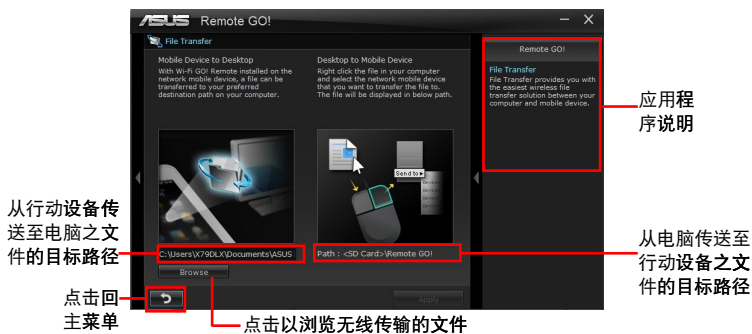 ASUS Remote GO!
File Transfer
Mobile Device to Desktop
With Wi-Fi GO! Remote installed on the
network mobile device, a file can be
transferred to your preferred
destination path on your computer.
Desktop to Mobile Device
Right click the file in your computer
and select the network mobile device
that you want to transfer the file to.
The file will be displayed in below path.
Send to
C:\Users\X79DLX\Documents\ASUS
Browse
Path : <SD Card>\Remote GO!
Apply
Remote GO!
File Transfer
File Transfer provides you with
the easiest wireless file
transfer solution between your
computer and mobile device.
应用程
序说明
从行动设备传
送至电脑之文
件的目标路径
点击回
主菜单
点击以浏览无线传输的文件
从电脑传送至
行动设备之文
件的目标路径